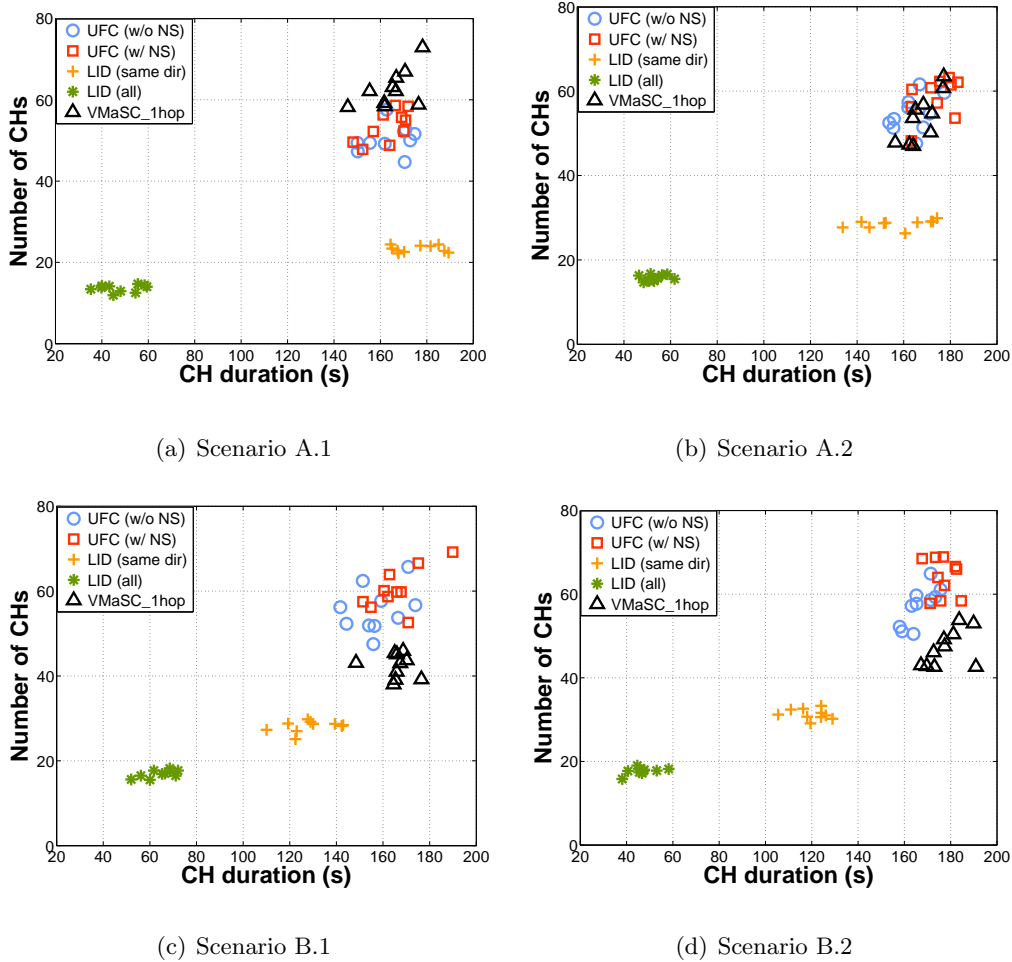 80
60
40
20
0
Number of CHs
UFC (w/o NS)
UFC (w/ NS)
LID (same dir)
LID (all)
VMaSC_1hop
20 40 60 80 100 120 140 160 180 200
CH duration (s)
(a) Scenario A.1
80
60
40
20
0
Number of CHs
UFC (w/o NS)
UFC (w/ NS)
LID (same dir)
LID (all)
VMaSC_1hop
20 40 60 80 100 120 140 160 180 200
CH duration (s)
(b) Scenario A.2
80
60
40
20
0
Number of CHs
UFC (w/o NS)
UFC (w/ NS)
LID (same dir)
LID (all)
VMaSC_1hop
20 40 60 80 100 120 140 160 180 200
CH duration (s)
(c) Scenario B.1
80
60
40
20
0
Number of CHs
UFC (w/o NS)
UFC (w/ NS)
LID (same dir)
LID (all)
VMaSC_1hop
20 40 60 80 100 120 140 160 180 200
CH duration (s)
(d) Scenario B.2